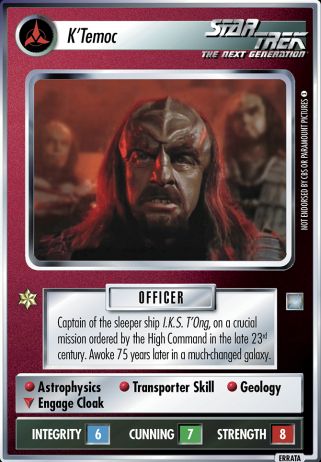 K'Temoc
STAR TREK
THE NEXT GENERATION
NOT ENDORSED BY CBS OR PARAMOUNT PICTURES
OFFICER
Captain of the sleeper ship I.K.S. T'Ong, on a crucial
mission ordered by the High Command in the late 23rd
century. Awoke 75 years later in a much-changed galaxy.
Astrophysics Transporter Skill Geology
Engage Cloak
INTEGRITY 6 CUNNING 7 STRENGTH 8
ERRATA